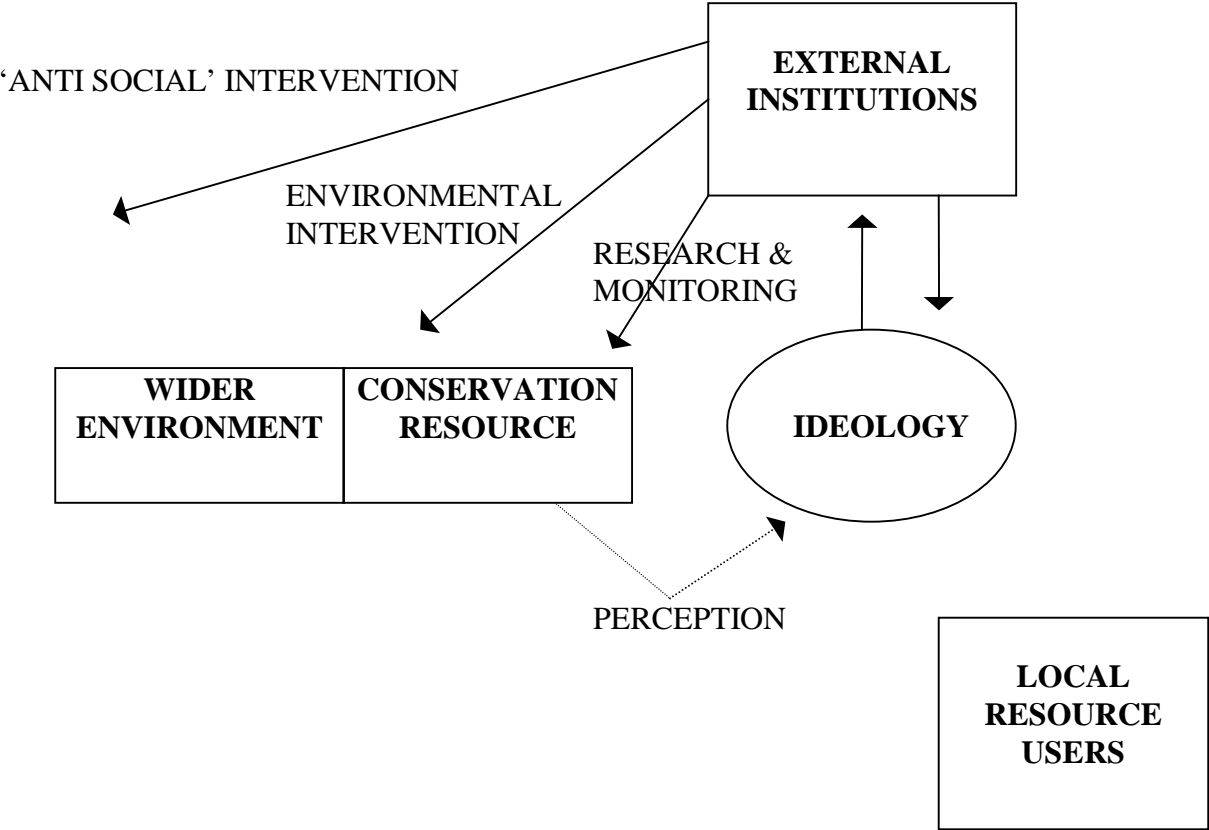 EXTERNAL
INSTITUTIONS
‘ANTI SOCIAL’ INTERVENTION
ENVIRONMENTAL
INTERVENTION
RESEARCH &
MONITORING
WIDER
ENVIRONMENT
CONSERVATION
RESOURCE
IDEOLOGY
PERCEPTION
LOCAL
RESOURCE
USERS